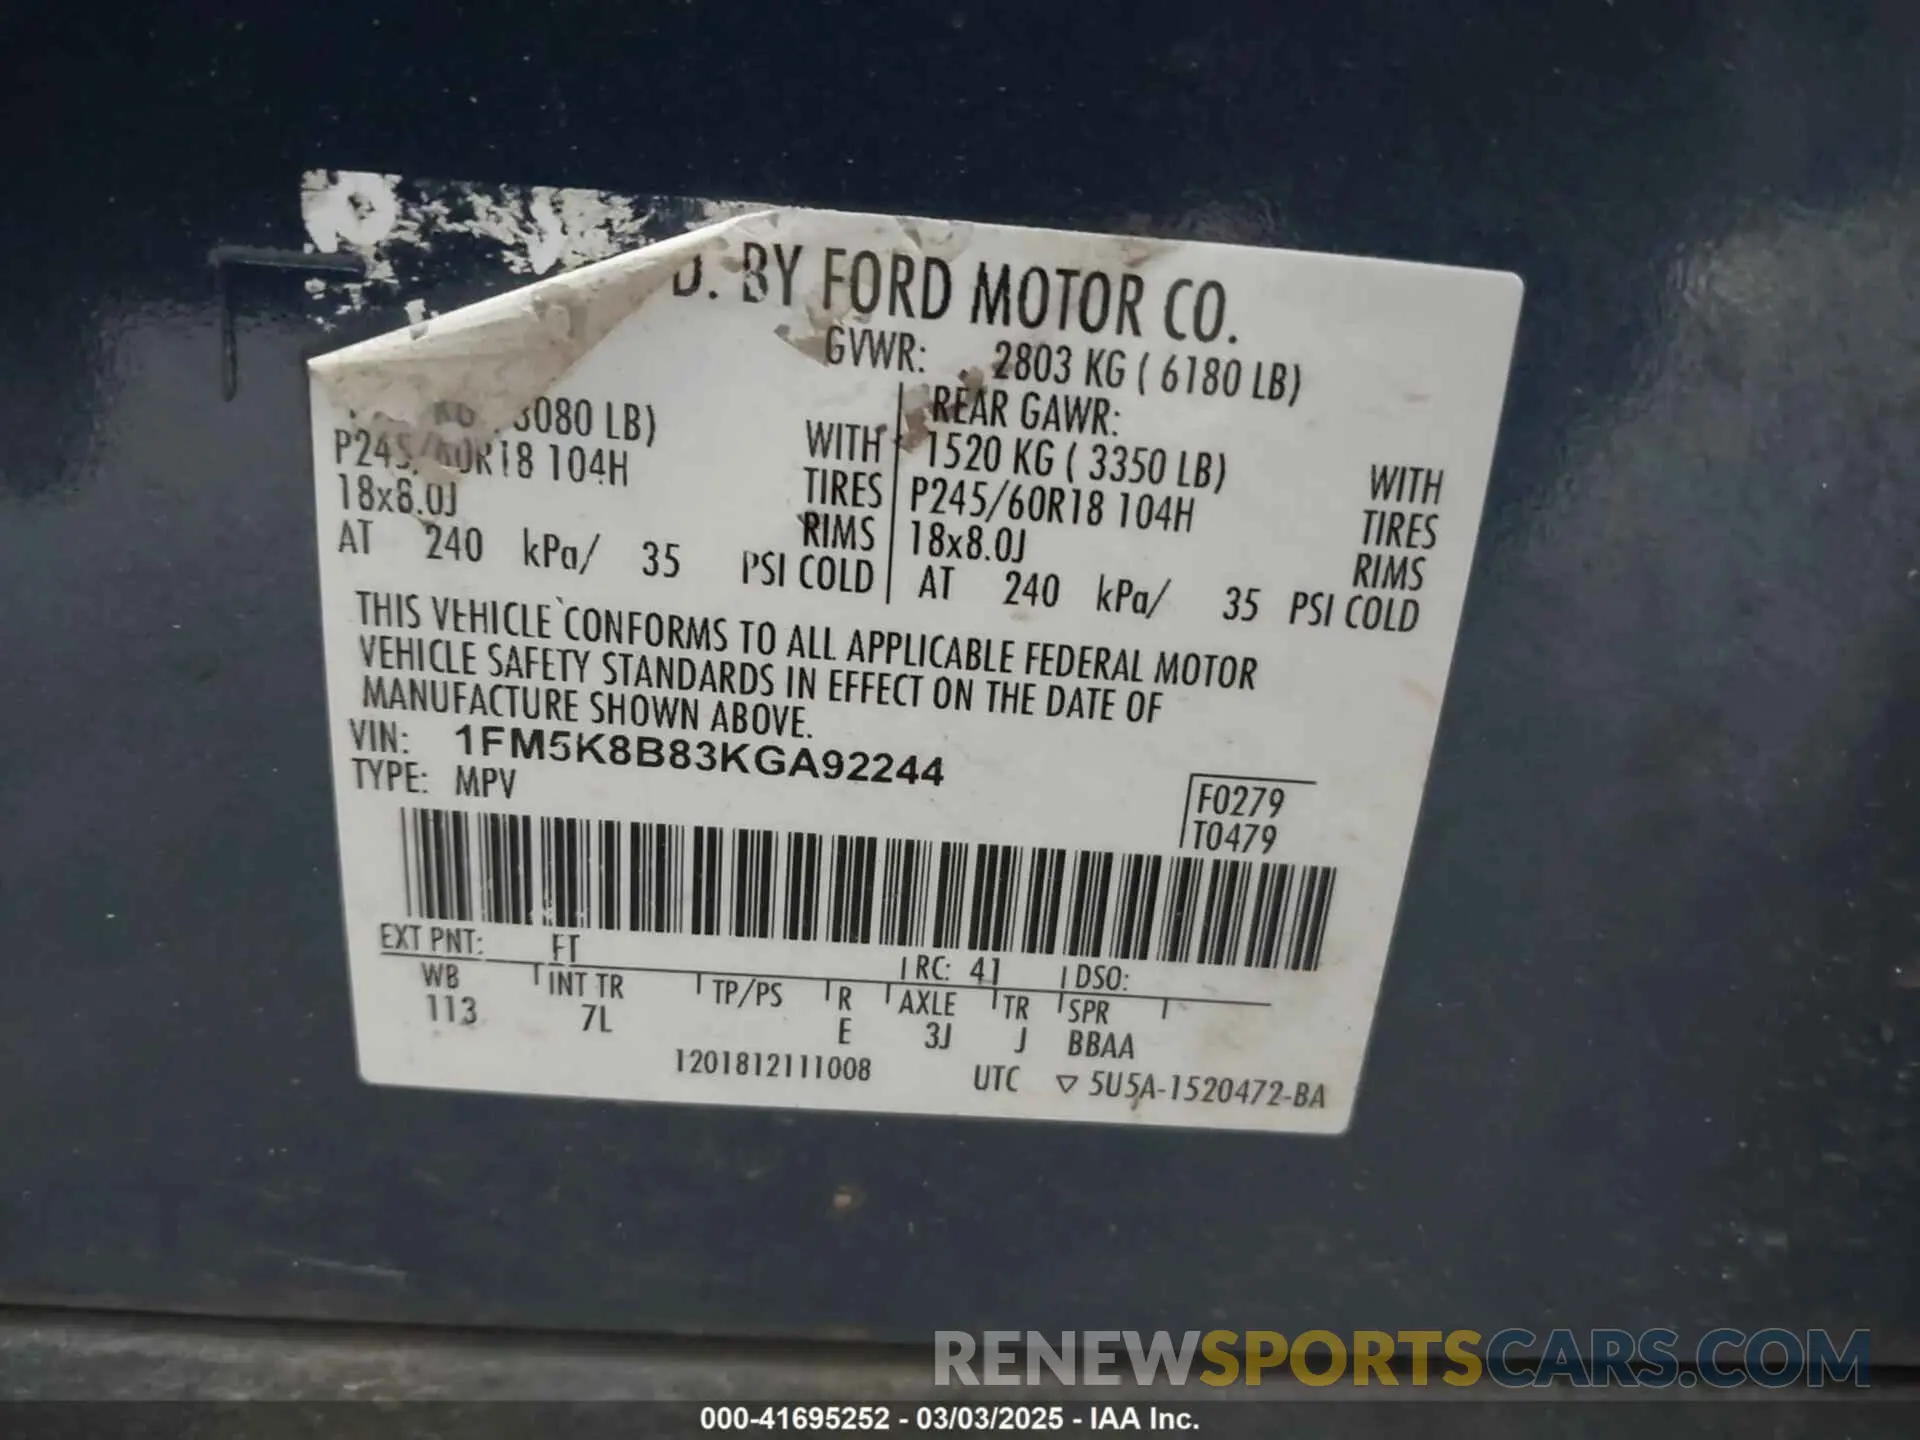 BY FORD MOTOR CO.
GVWR: 2803 KG ( 6180 LB)
REAR GAWR:
3080 LB) WITH 1520 KG ( 3350 LB) WITH
P245/60R18 104H TIRES P245/60R18 104H TIRES
18x8.0J RIMS 18x8.0J RIMS
AT 240 kPa/ 35 PSI COLD AT 240 kPa/ 35 PSI COLD
THIS VEHICLE CONFORMS TO ALL APPLICABLE FEDERAL MOTOR
VEHICLE SAFETY STANDARDS IN EFFECT ON THE DATE OF
MANUFACTURE SHOWN ABOVE.
VIN: 1FM5K8B83KGA92244
TYPE: MPV
F0279
T0479
EXT PNT: FT RC: 41 DSO:
WB INT TR TP/PS R AXLE TR SPR
113 7L E 3J J BBAA
1201812111008 UTC ▽ 5U5A-1520472-BA
RENEWSPORTSCARS.COM
000-41695252 - 03/03/2025 - IAA Inc.